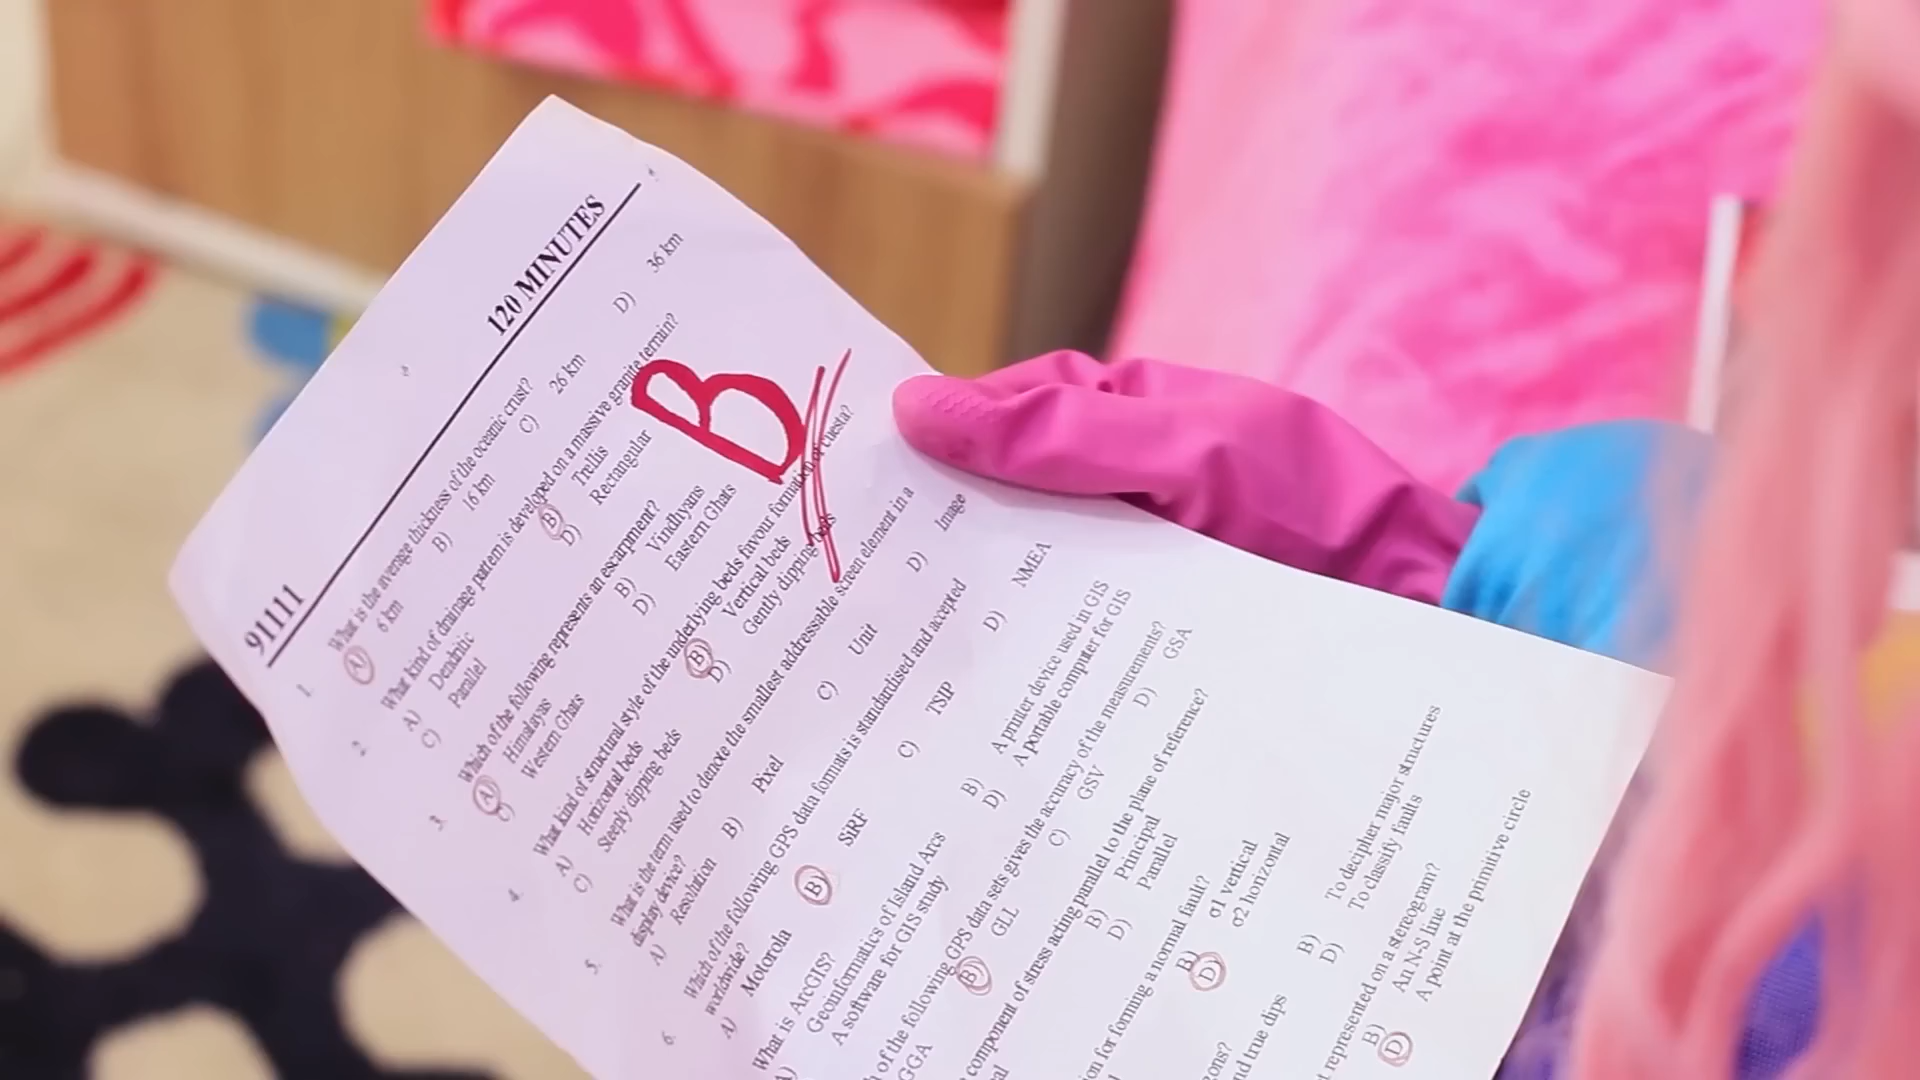 91111 120 MINUTES
1. What is the average thickness of the oceanic crust?
A) 6 km B) 16 km C) 26 km D) 36 km
2. What kind of drainage pattern is developed on a massive granite terrain?
A) Dendritic B) Trellis
C) Parallel D) Rectangular
B
3. Which of the following represents an escarpment?
A) Himalayas B) Vindhyans
C) Western Ghats D) Eastern Ghats
4. What kind of structural style of the underlying beds favour formation of cuesta?
A) Horizontal beds B) Vertical beds
C) Steeply dipping beds D) Gently dipping beds
5. What is the term used to denote the smallest addressable screen element in a
display device?
A) Resolution B) Pixel C) Unit D) Image
6. Which of the following GPS data formats is standardised and accepted
worldwide?
A) Motorola B) SiRF C) TSIP D) NMEA
What is ArcGIS?
A) Geoinformatics of Island Arcs B) A printer device used in GIS
A software for GIS study D) A portable computer for GIS
of the following GPS data sets gives the accuracy of the measurements?
GGA B) GLL C) GSV D) GSA
component of stress acting parallel to the plane of reference?
B) Principal
D) Parallel
for forming a normal fault?
B) σ1 vertical
D) σ2 horizontal
B) To decipher major structures
and true dips D) To classify faults
represented on a stereogram?
B) An N-S line
D) A point at the primitive circle